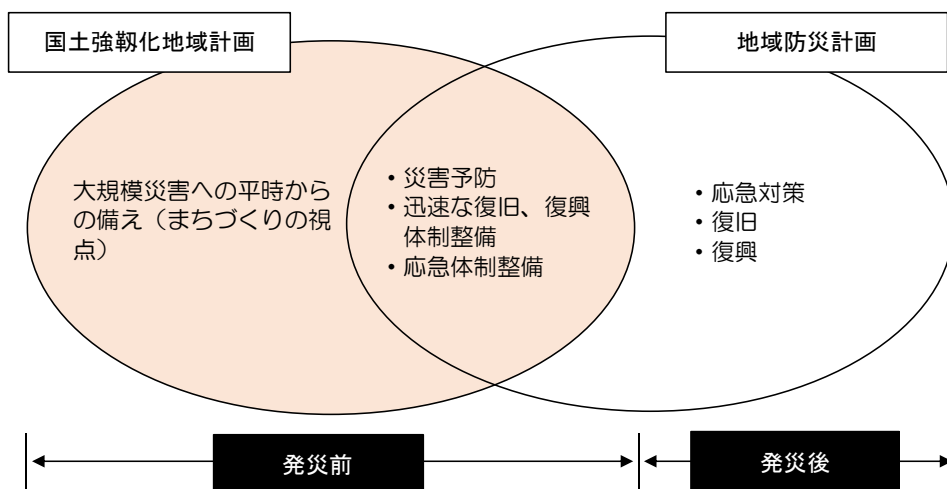 国土強靱化地域計画
地域防災計画
大規模災害への平時から
の備え（まちづくりの視
点）
・災害予防
・迅速な復旧、復興
体制整備
・応急体制整備
・応急対策
・復旧
・復興
発災前
発災後